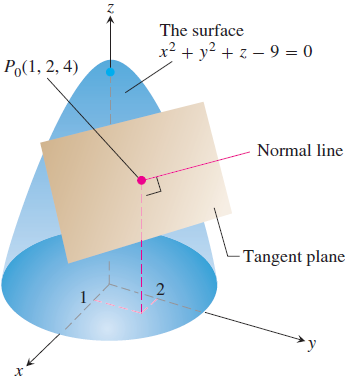 z
The surface
x² + y² + z − 9 = 0
P₀(1, 2, 4)
Normal line
Tangent plane
1
2
y
x